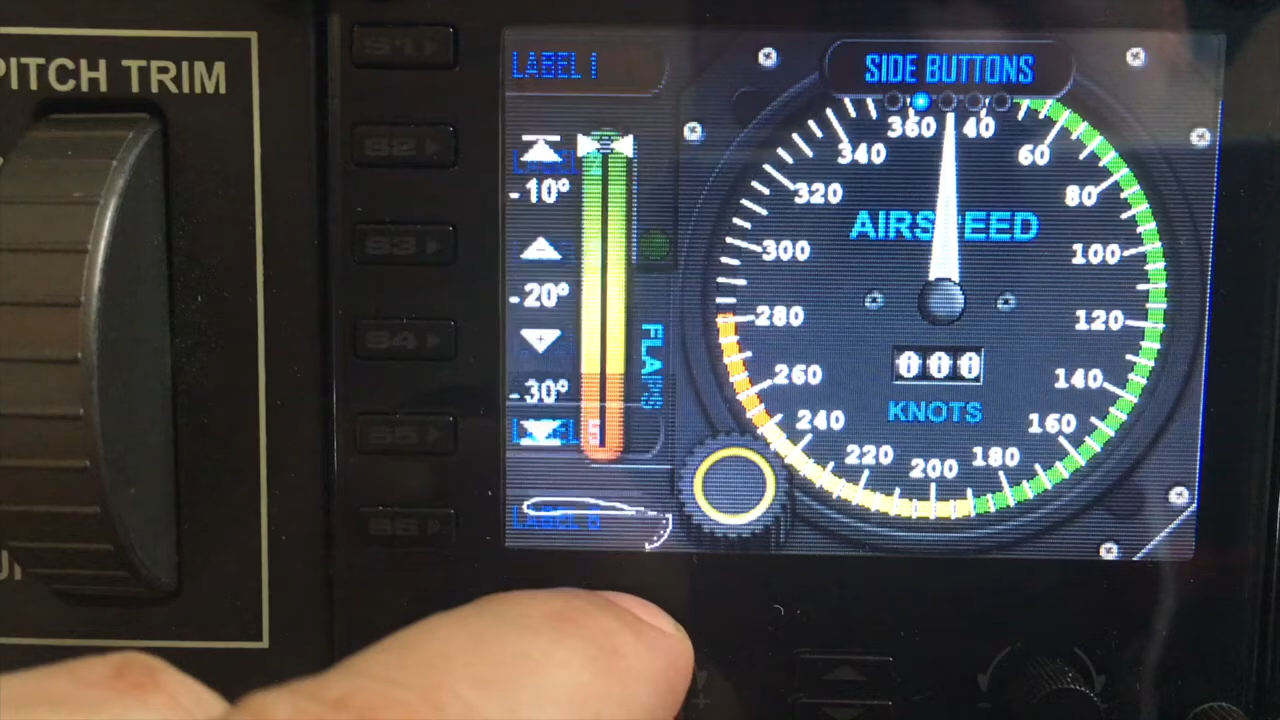 PITCH TRIM
S1
S2
S3
S4
S5
S6
LABEL 1
-10°
-20°
-30°
LABEL 5
LABEL 6
FLAPS
SIDE BUTTONS
360
40
60
80
100
120
140
160
180
200
220
240
260
280
300
320
340
AIRSPEED
000
KNOTS